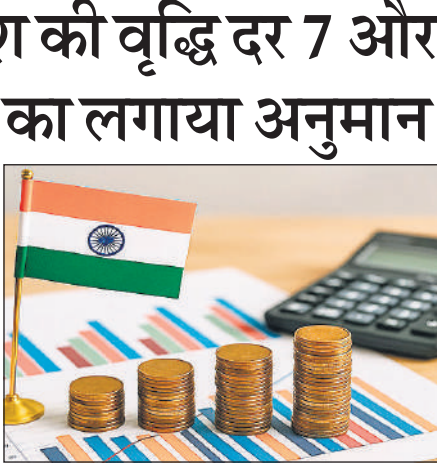 की वृद्धि दर 7 और
का लगाया अनुमान